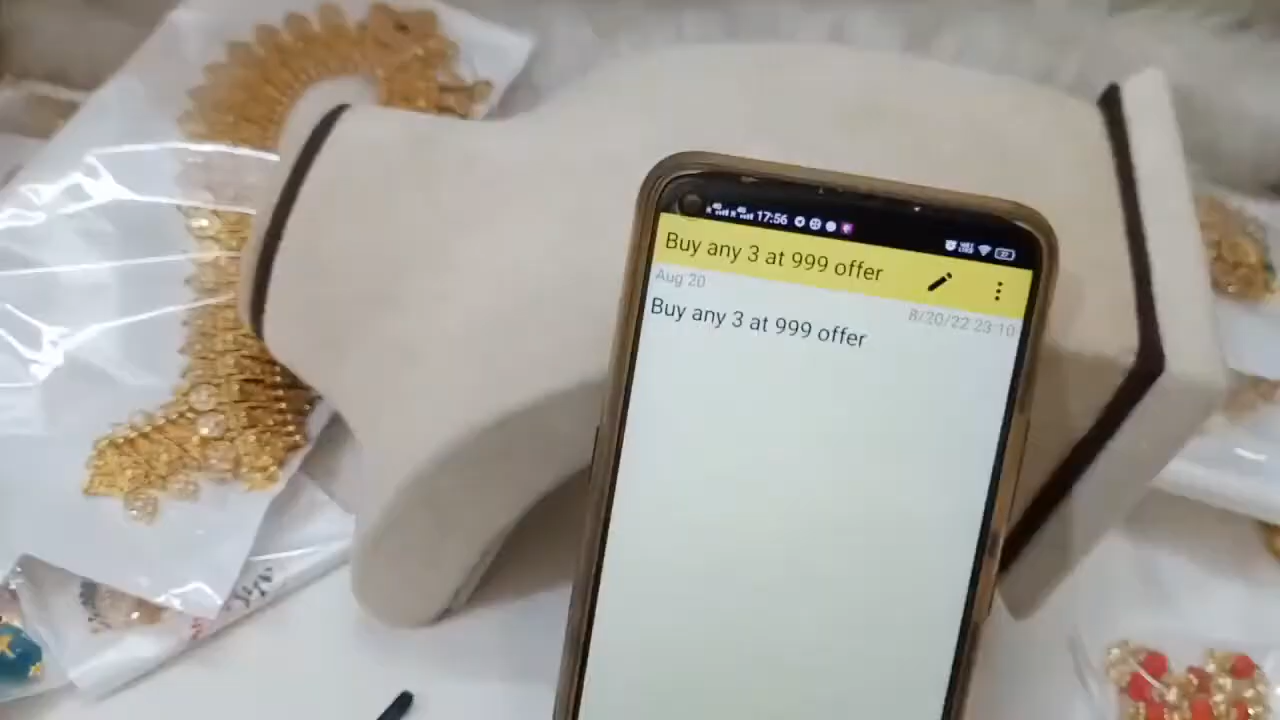 17:56
Buy any 3 at 999 offer
Aug 20
8/20/22 23:10
Buy any 3 at 999 offer